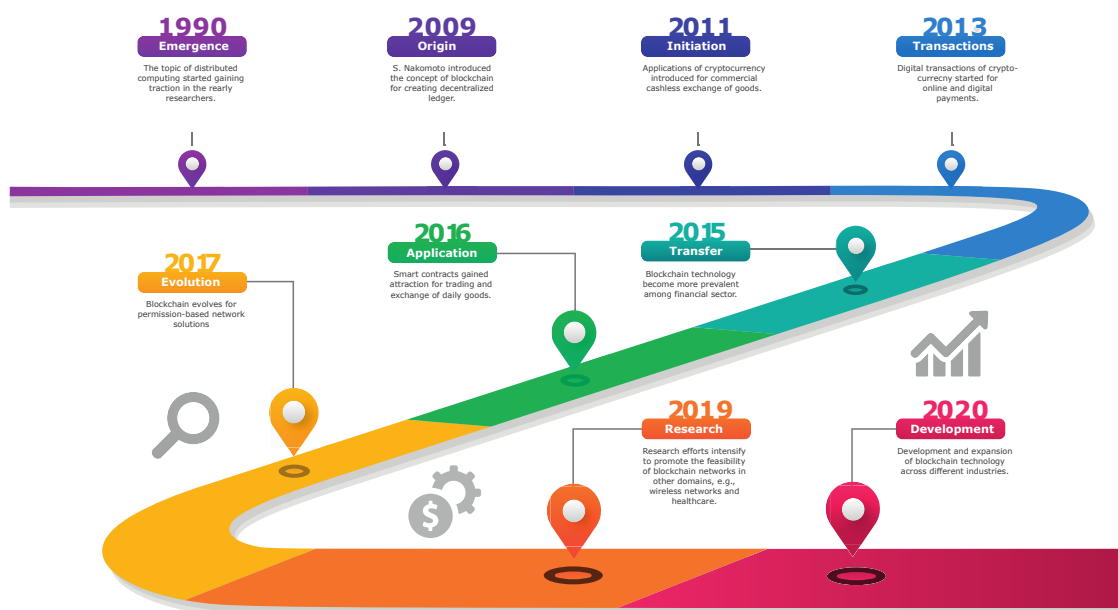 1990
Emergence
The topic of distributed
computing started gaining
traction in the rearly
researchers.
2009
Origin
S. Nakomoto introduced
the concept of blockchain
for creating decentralized
ledger.
2011
Initiation
Applications of cryptocurrency
introduced for commercial
cashless exchange of goods.
2013
Transactions
Digital transactions of crypto-
currecny started for
online and digital
payments.
2015
Transfer
Blockchain technology
become more prevalent
among financial sector.
2016
Application
Smart contracts gained
attraction for trading and
exchange of daily goods.
2017
Evolution
Blockchain evolves for
permission-based network
solutions
2019
Research
Research efforts intensify
to promote the feasibility
of blockchain networks in
other domains, e.g.,
wireless networks and
healthcare.
2020
Development
Development and expansion
of blockchain technology
across different industries.
$